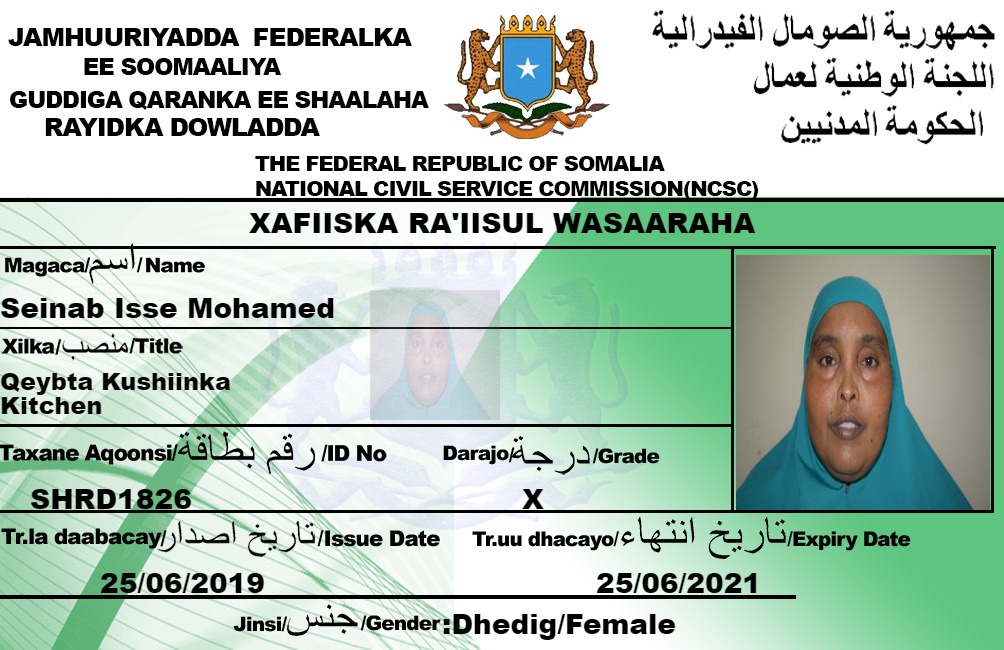 JAMHUURIYADDA FEDERALKA
EE SOOMAALIYA
GUDDIGA QARANKA EE SHAALAHA
RAYIDKA DOWLADDA
جمهورية الصومال الفيدرالية
اللجنة الوطنية لعمال
الحكومة المدنيين
THE FEDERAL REPUBLIC OF SOMALIA
NATIONAL CIVIL SERVICE COMMISSION(NCSC)
XAFIISKA RA'IISUL WASAARAHA
Magaca/اسم/Name
Seinab Isse Mohamed
Xilka/منصب/Title
Qeybta Kushiinka
Kitchen
Taxane Aqoonsi/رقم بطاقة/ID No
Darajo/درجة/Grade
SHRD1826
X
Tr.la daabacay/تاريخ اصدار/Issue Date
Tr.uu dhacayo/تاريخ انتهاء/Expiry Date
25/06/2019
25/06/2021
Jinsi/جنس/Gender:Dhedig/Female